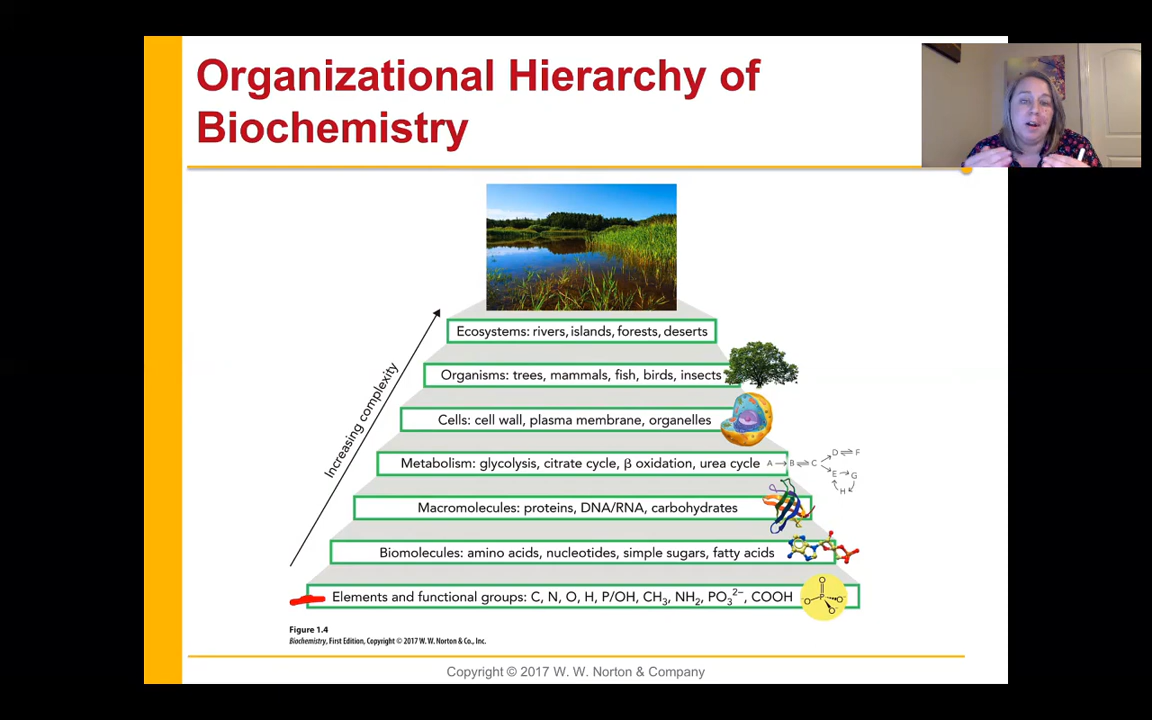 Organizational Hierarchy of
Biochemistry
Increasing complexity
Ecosystems: rivers, islands, forests, deserts
Organisms: trees, mammals, fish, birds, insects
Cells: cell wall, plasma membrane, organelles
Metabolism: glycolysis, citrate cycle, β oxidation, urea cycle
A → B ⇌ C
D ⇌ F
E → G
H
Macromolecules: proteins, DNA/RNA, carbohydrates
Biomolecules: amino acids, nucleotides, simple sugars, fatty acids
Elements and functional groups: C, N, O, H, P/OH, CH₃, NH₂, PO₃²⁻, COOH
O
⁻O P O⁻
O⁻
Figure 1.4
Biochemistry, First Edition, Copyright © 2017 W. W. Norton & Co., Inc.
Copyright © 2017 W. W. Norton & Company